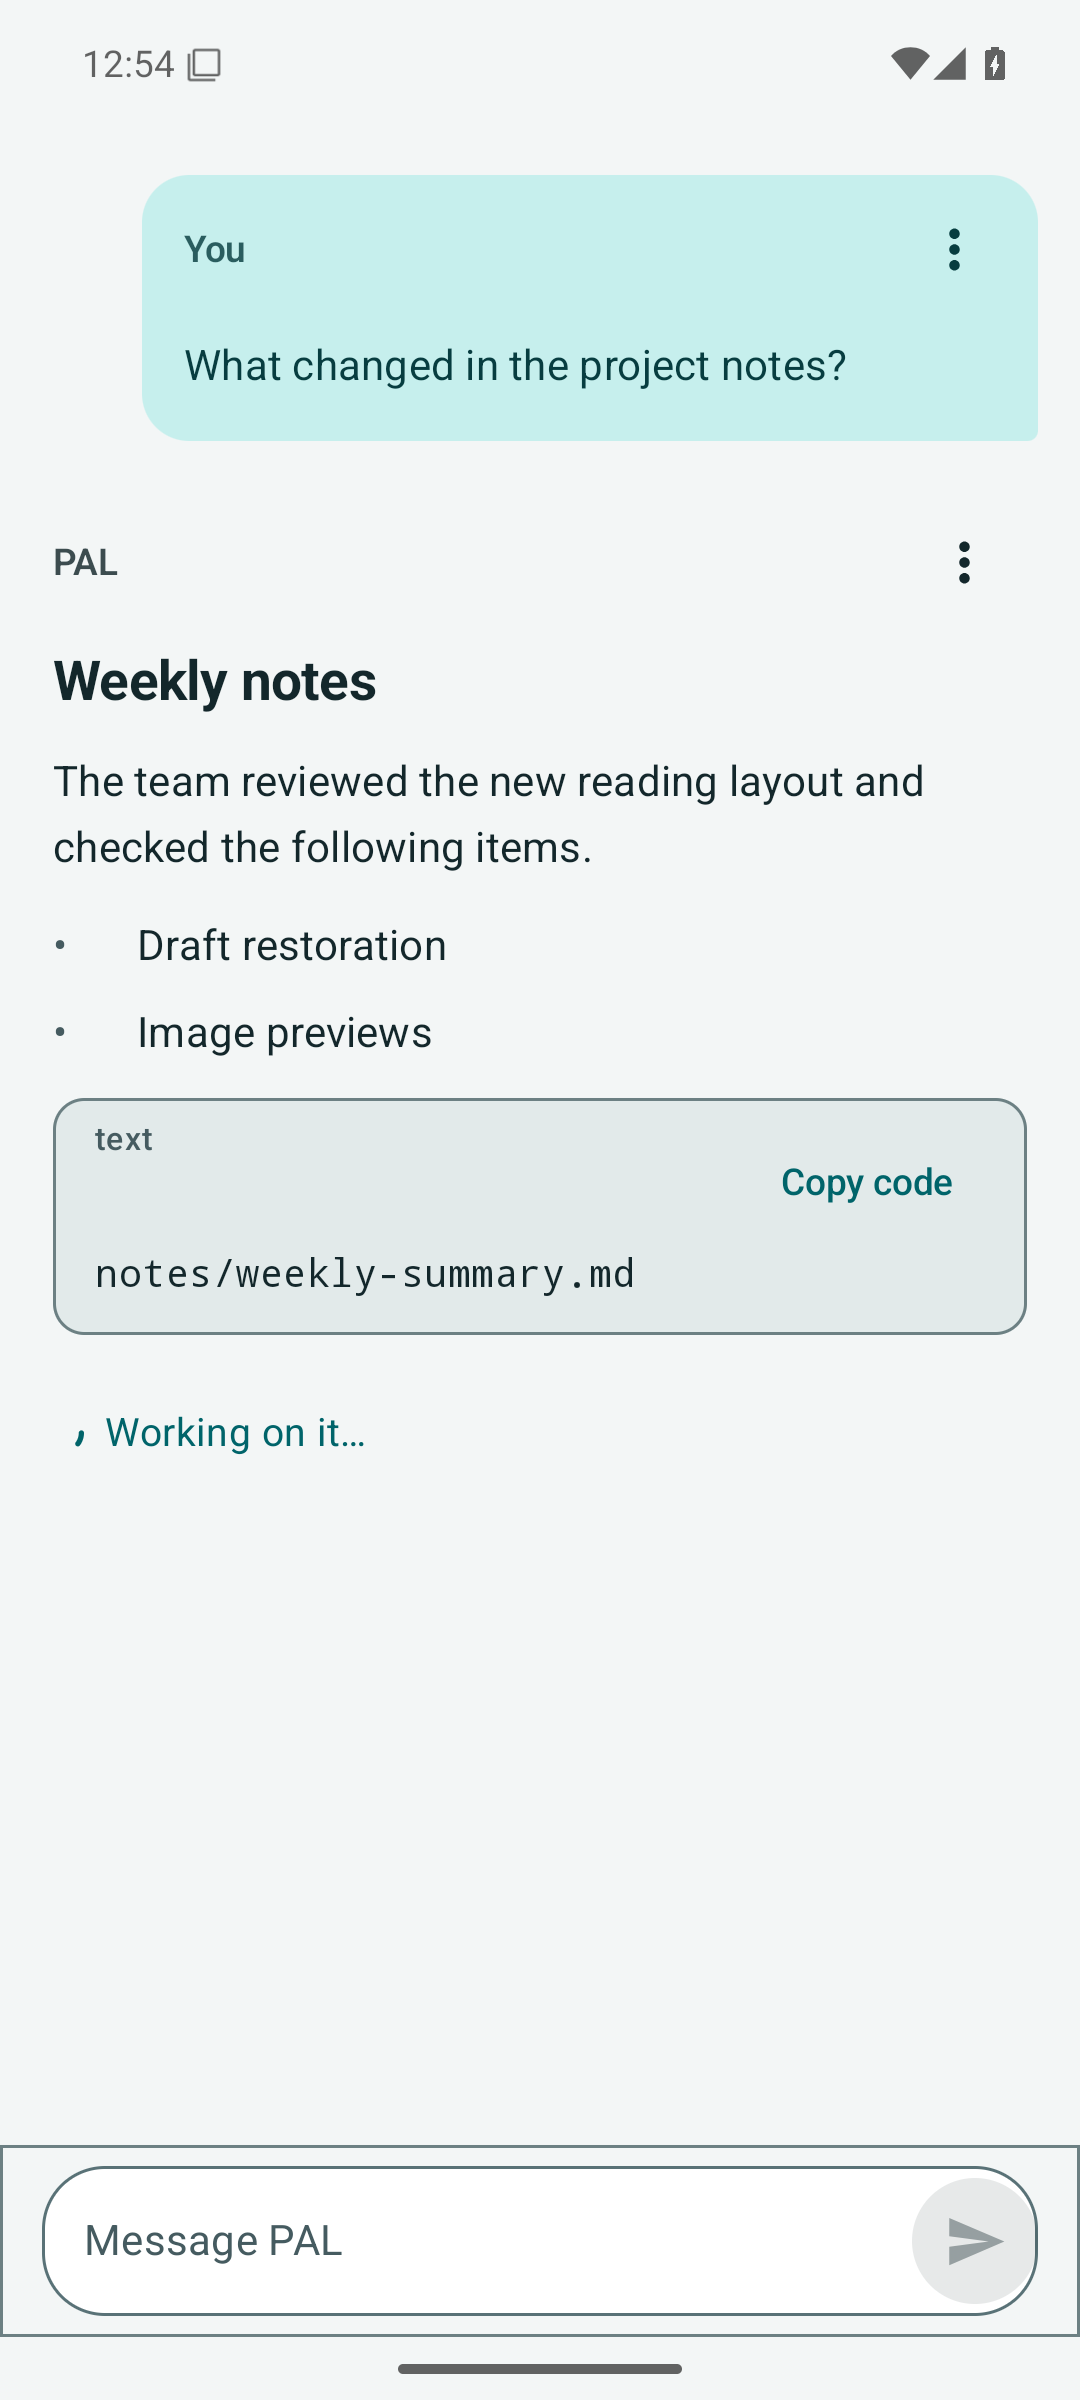 12:54
You
What changed in the project notes?
PAL
Weekly notes
The team reviewed the new reading layout and
checked the following items.
• Draft restoration
• Image previews
text
Copy code
notes/weekly-summary.md
Working on it…
Message PAL